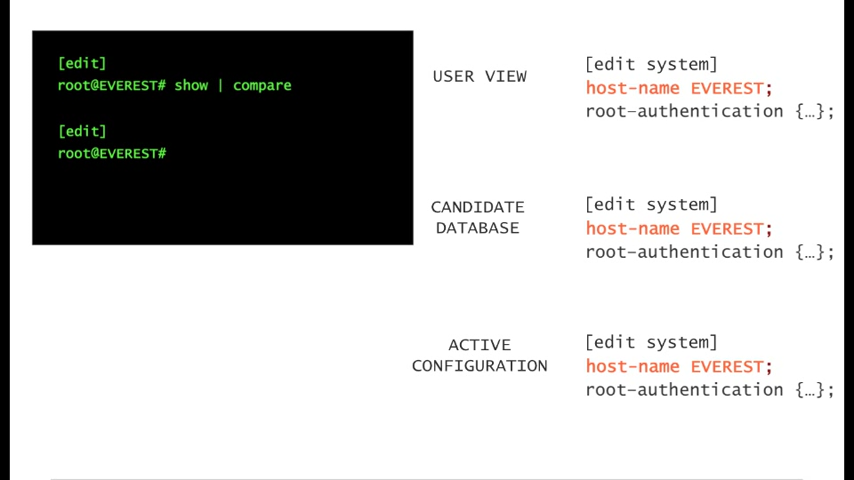 [edit]
root@EVEREST# show | compare
[edit]
root@EVEREST#
USER VIEW
[edit system]
host-name EVEREST;
root-authentication {…};
CANDIDATE
DATABASE
[edit system]
host-name EVEREST;
root-authentication {…};
ACTIVE
CONFIGURATION
[edit system]
host-name EVEREST;
root-authentication {…};